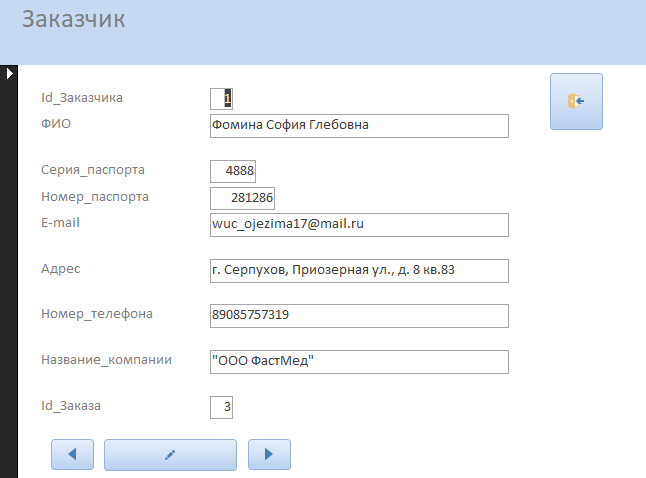 Заказчик
Id_Заказчика 1
ФИО Фомина София Глебовна
Серия_паспорта 4888
Номер_паспорта 281286
E-mail wuc_ojezima17@mail.ru
Адрес г. Серпухов, Приозерная ул., д. 8 кв.83
Номер_телефона 89085757319
Название_компании "ООО ФастМед"
Id_Заказа 3